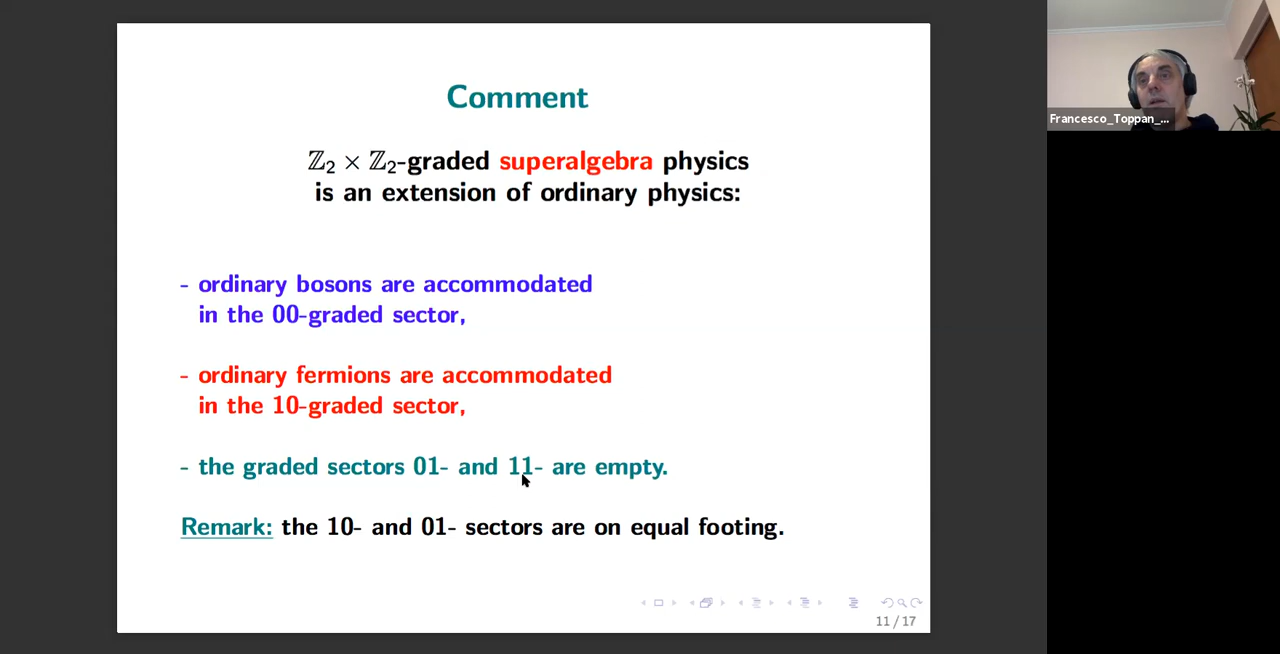 Comment
ℤ₂ × ℤ₂-graded superalgebra physics
is an extension of ordinary physics:
- ordinary bosons are accommodated
in the 00-graded sector,
- ordinary fermions are accommodated
in the 10-graded sector,
- the graded sectors 01- and 11- are empty.
Remark: the 10- and 01- sectors are on equal footing.
11 / 17
Francesco_Toppan_...